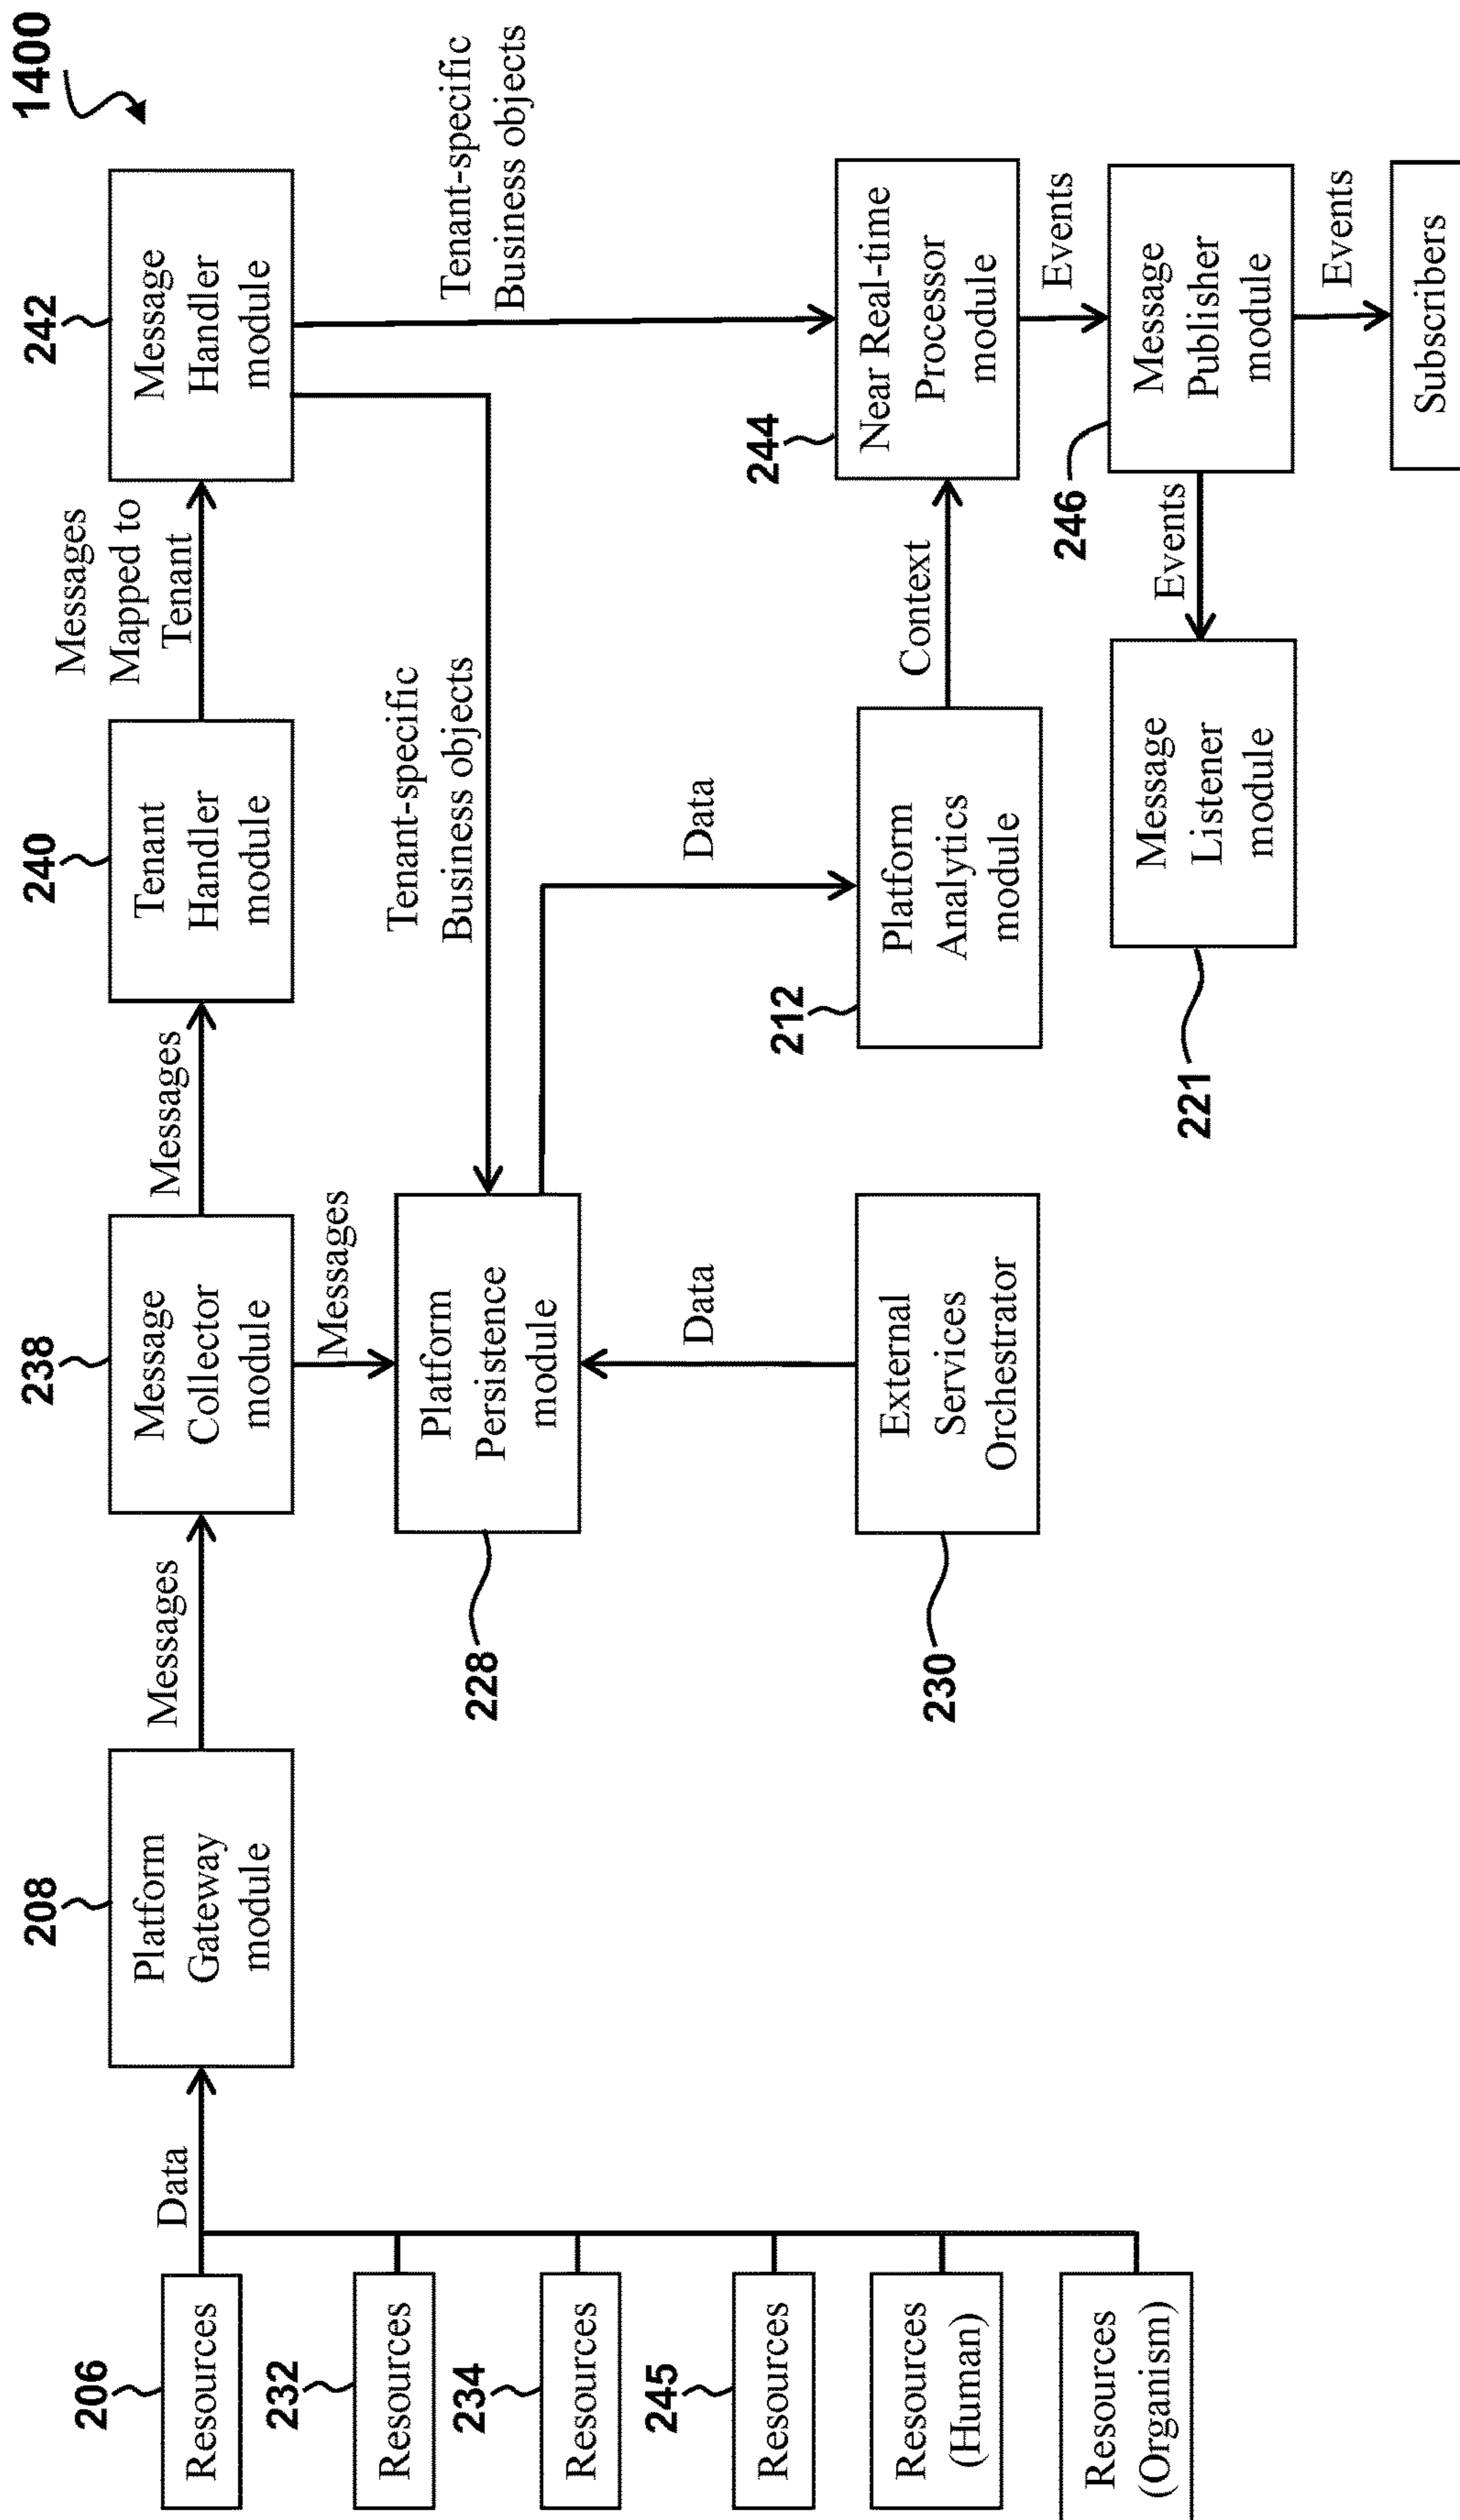 1400
206
Resources
232
Resources
234
Resources
245
Resources
Resources
(Human)
Resources
(Organism)
Data
208
Platform
Gateway
module
Messages
238
Message
Collector
module
Messages
240
Tenant
Handler
module
Messages
Mapped to
Tenant
242
Message
Handler
module
Messages
Tenant-specific
Business objects
Tenant-specific
Business objects
228
Platform
Persistence
module
Data
230
External
Services
Orchestrator
Data
212
Platform
Analytics
module
Context
244
Near Real-time
Processor
module
Events
246
Message
Publisher
module
Events
221
Message
Listener
module
Events
Subscribers